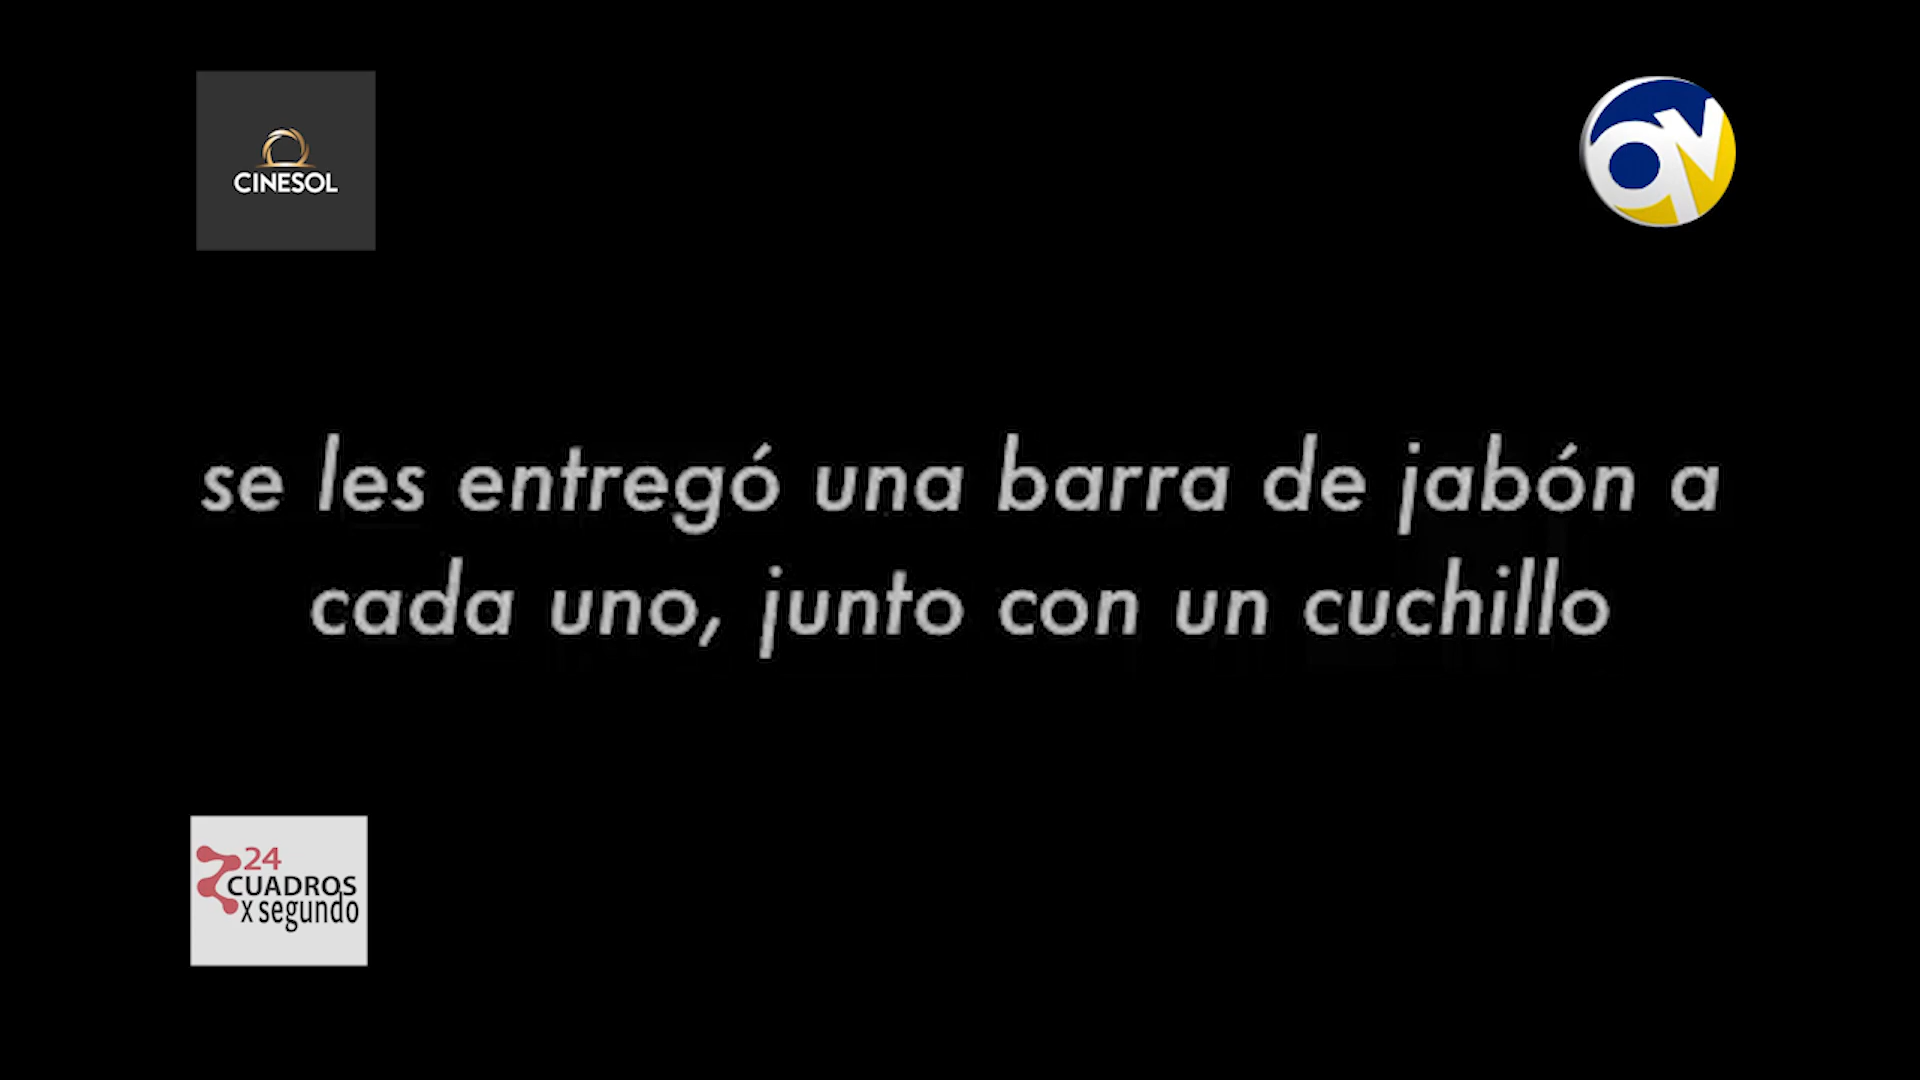 CINESOL
se les entregó una barra de jabón a
cada uno, junto con un cuchillo
24
CUADROS
x segundo